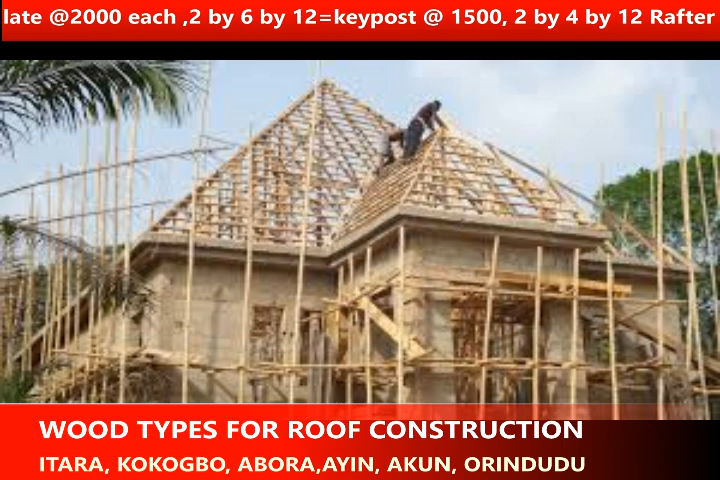 late @2000 each ,2 by 6 by 12=keypost @ 1500, 2 by 4 by 12 Rafter
WOOD TYPES FOR ROOF CONSTRUCTION
ITARA, KOKOGBO, ABORA,AYIN, AKUN, ORINDUDU